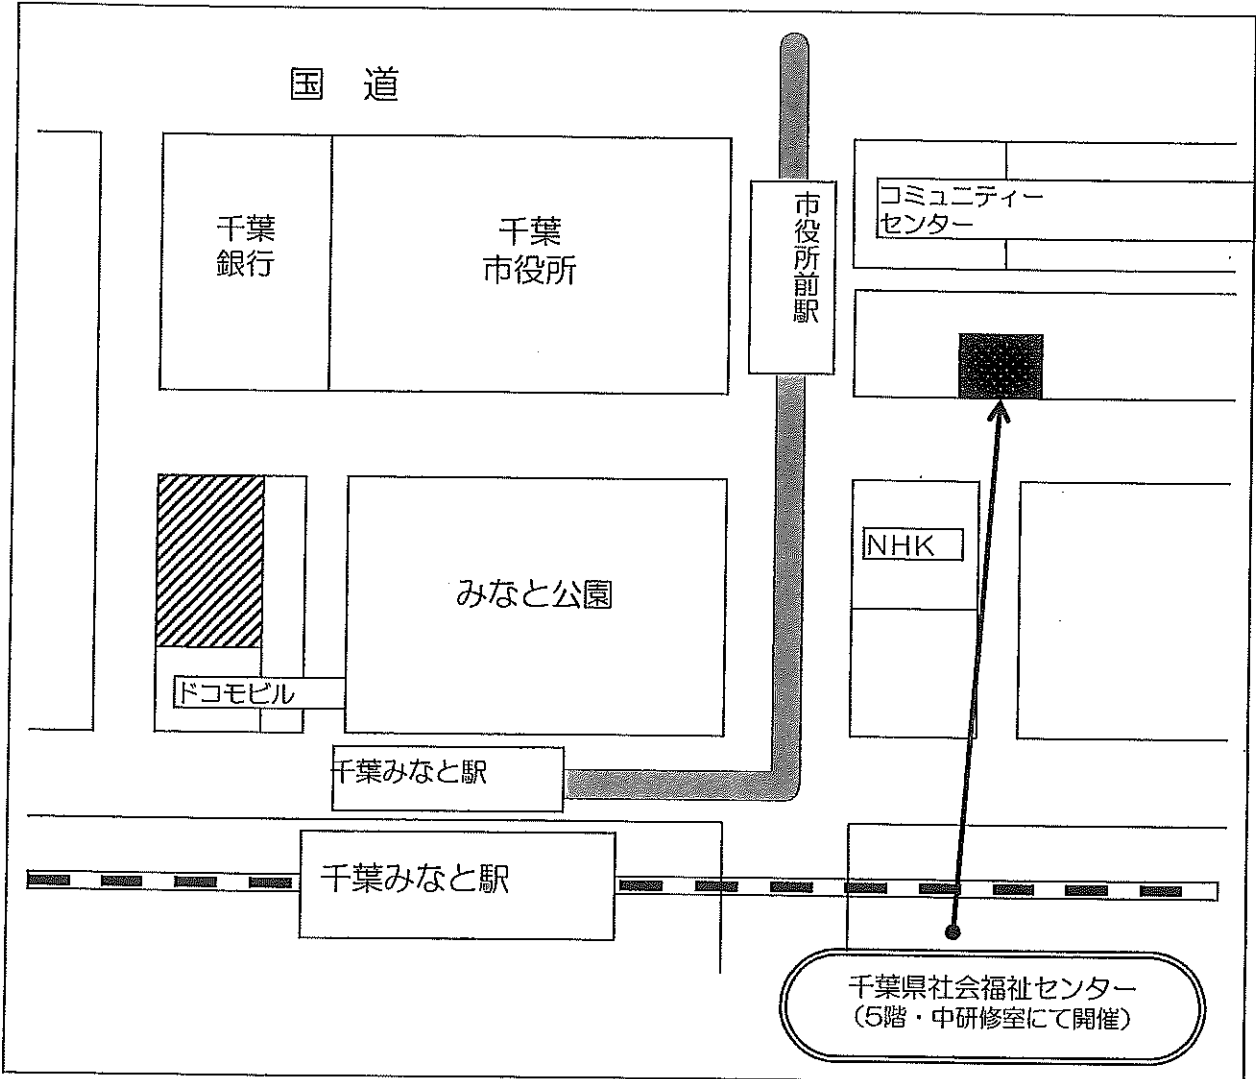 国 道
千葉
銀行
千葉
市役所
市役所前駅
コミュニティー
センター
NHK
みなと公園
ドコモビル
千葉みなと駅
千葉みなと駅
千葉県社会福祉センター
（5階・中研修室にて開催）